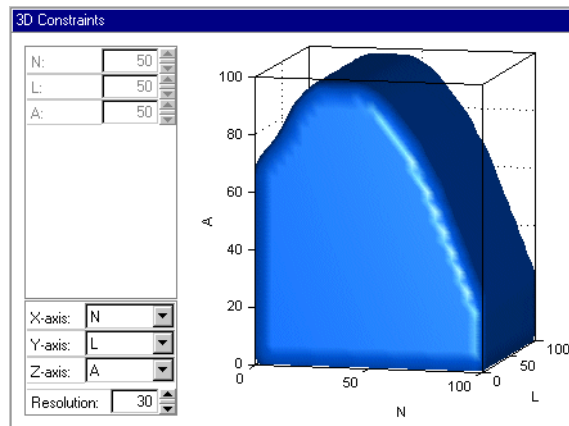 3D Constraints
N: 50
L: 50
A: 50
X-axis: N
Y-axis: L
Z-axis: A
Resolution: 30
100
80
60
40
20
0
A
0
50
100
N
0
50
100
L